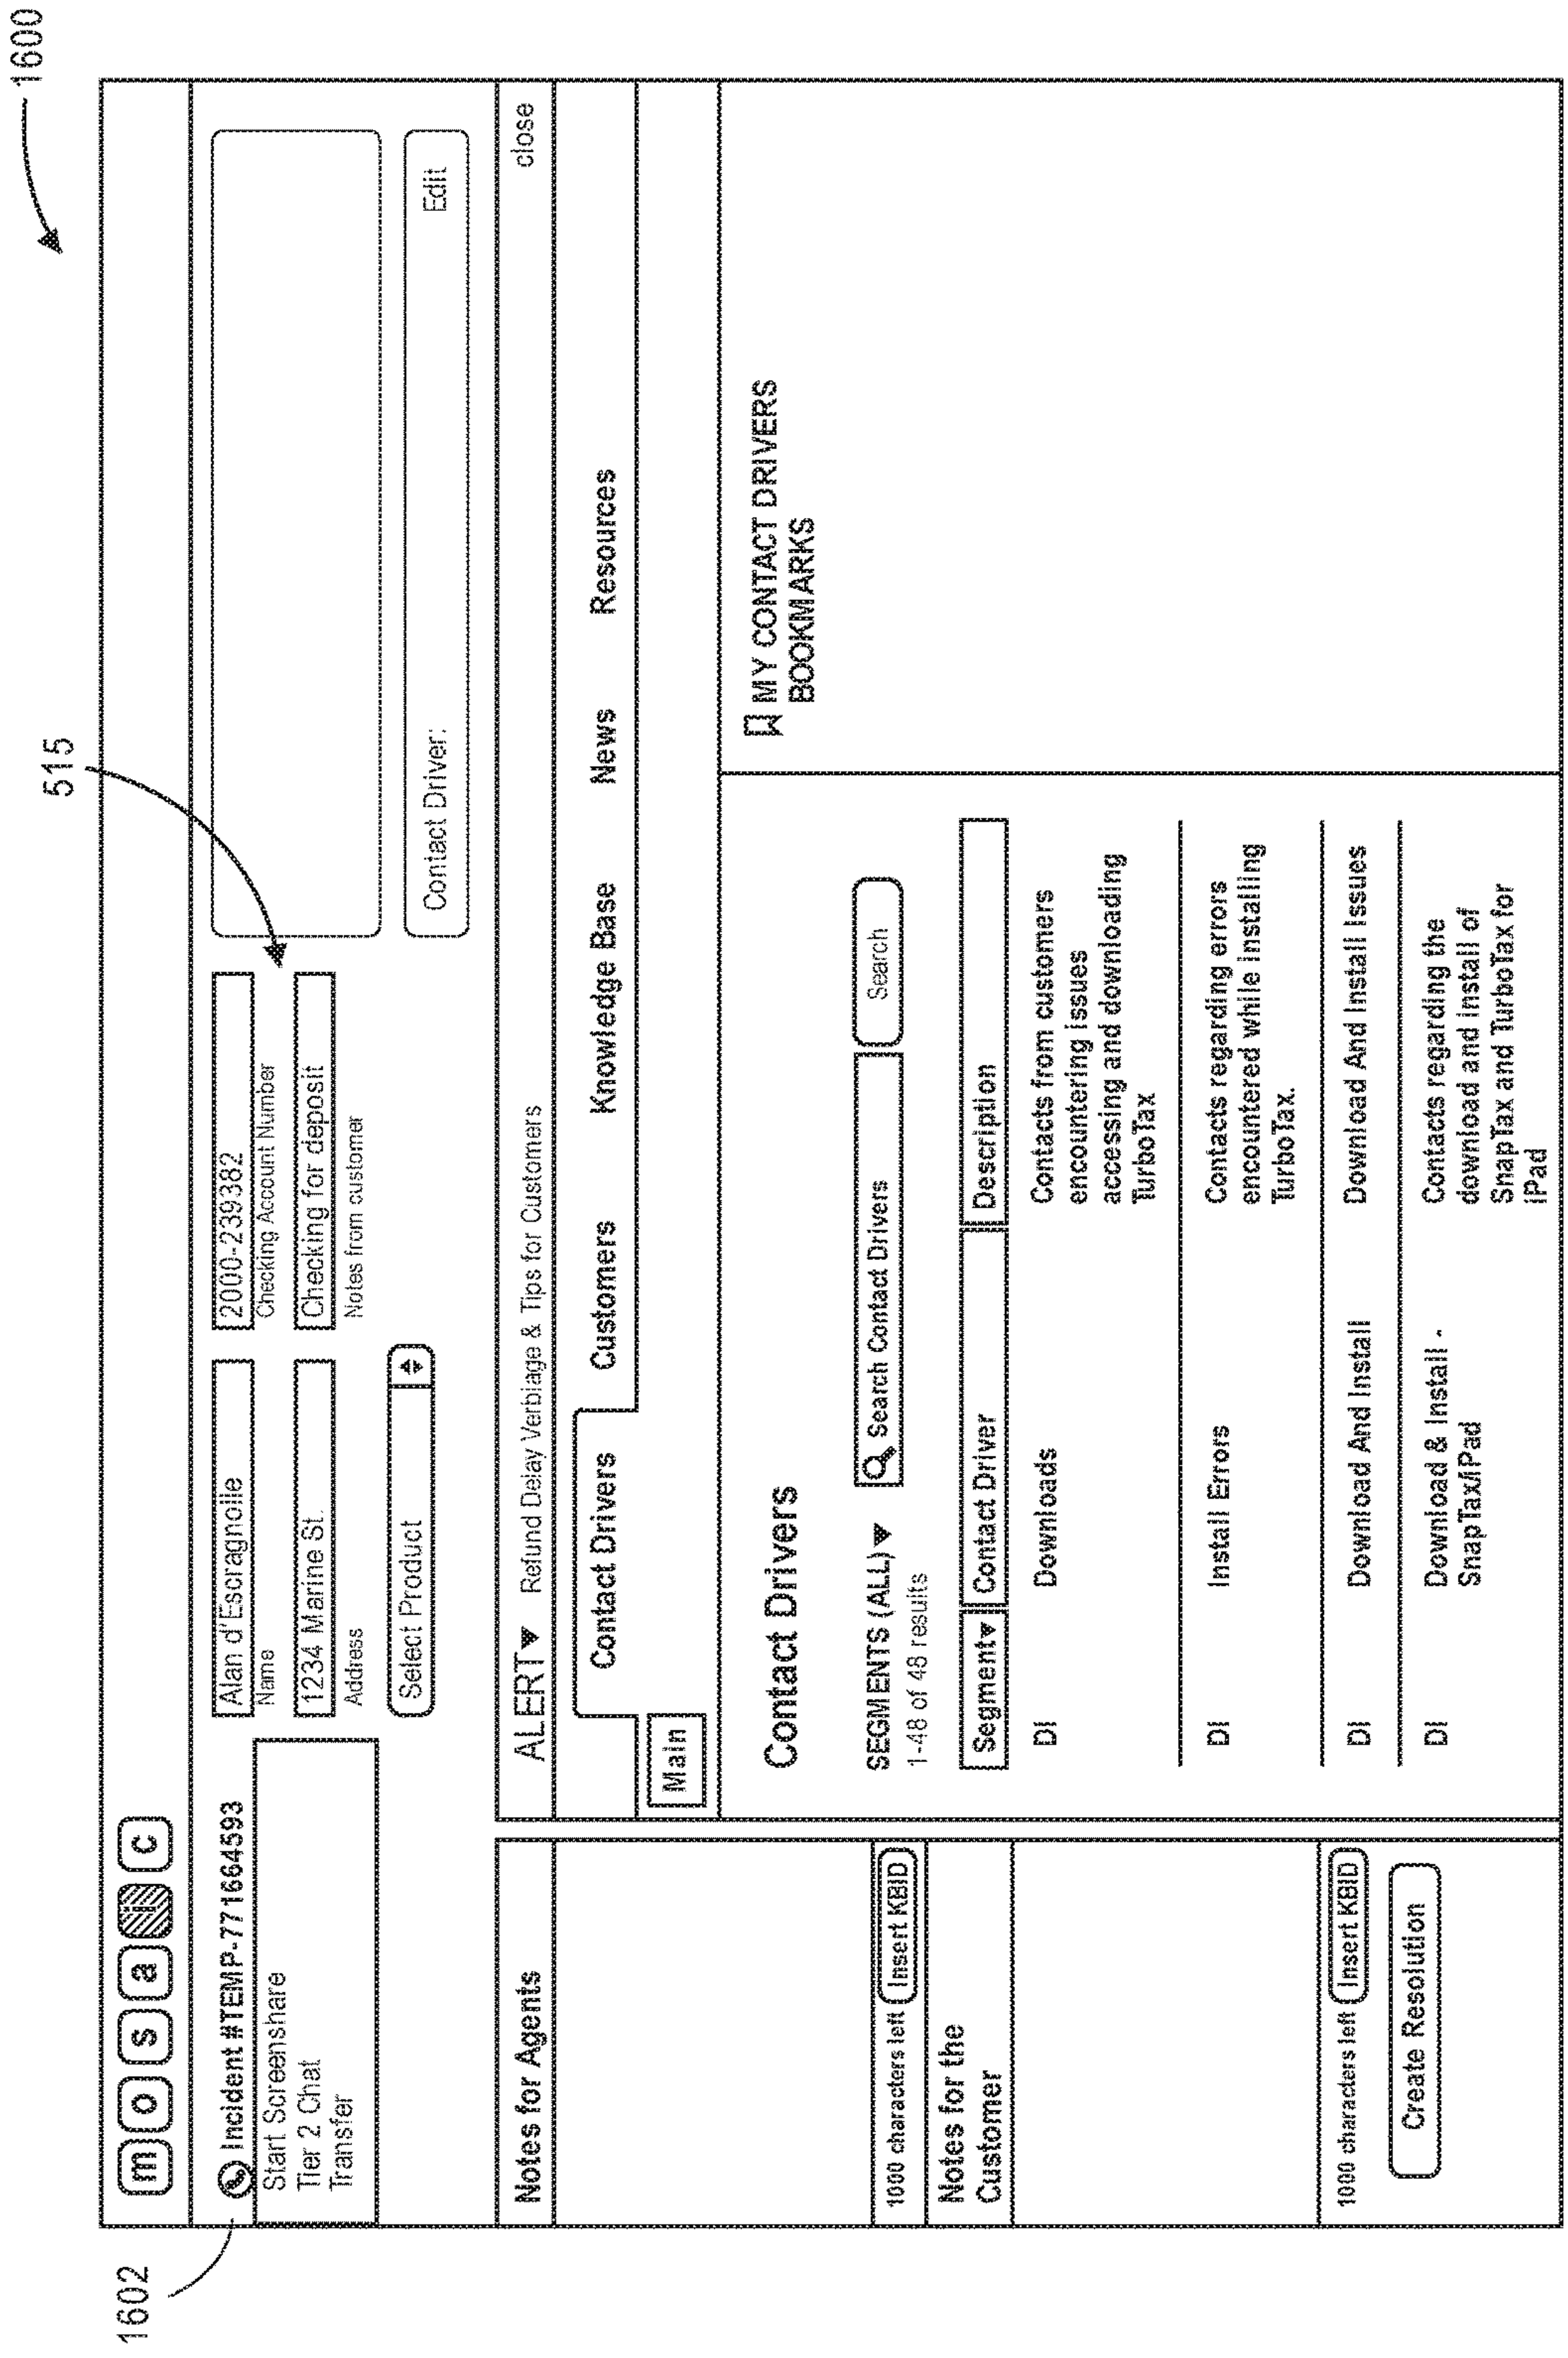 1600
515
1602
mosaic
Incident #TEMP-771664593
Start Screenshare
Tier 2 Chat
Transfer
Alan d'Escragnolle
Name
1234 Marine St.
Address
Select Product
2000-239382
Checking Account Number
Checking for deposit
Notes from customer
Contact Driver: Edit
ALERT Refund Delay Verbiage & Tips for Customers close
Contact Drivers Customers Knowledge Base News Resources
Main
Notes for Agents
1000 characters left Insert KBID
Notes for the
Customer
1000 characters left Insert KBID
Create Resolution
Contact Drivers
SEGMENTS (ALL) Search Contact Drivers Search
1-48 of 48 results
Segment Contact Driver Description
DI Downloads Contacts from customers
encountering issues
accessing and downloading
TurboTax
DI Install Errors Contacts regarding errors
encountered while installing
TurboTax.
DI Download And Install Download And Install Issues
DI Download & Install - Contacts regarding the
SnapTax/iPad download and install of
SnapTax and TurboTax for
iPad
MY CONTACT DRIVERS
BOOKMARKS